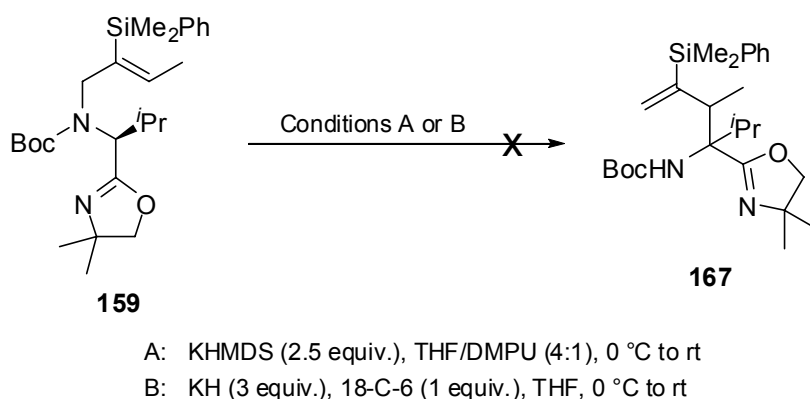 SiMe2Ph
N
Boc
iPr
N
O
159
Conditions A or B
X
SiMe2Ph
iPr
BocHN
O
N
167
A: KHMDS (2.5 equiv.), THF/DMPU (4:1), 0 °C to rt
B: KH (3 equiv.), 18-C-6 (1 equiv.), THF, 0 °C to rt